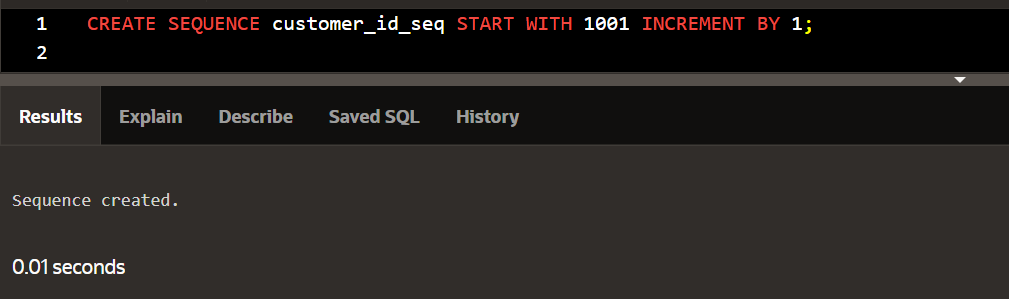 1 CREATE SEQUENCE customer_id_seq START WITH 1001 INCREMENT BY 1;
2
Results Explain Describe Saved SQL History
Sequence created.
0.01 seconds